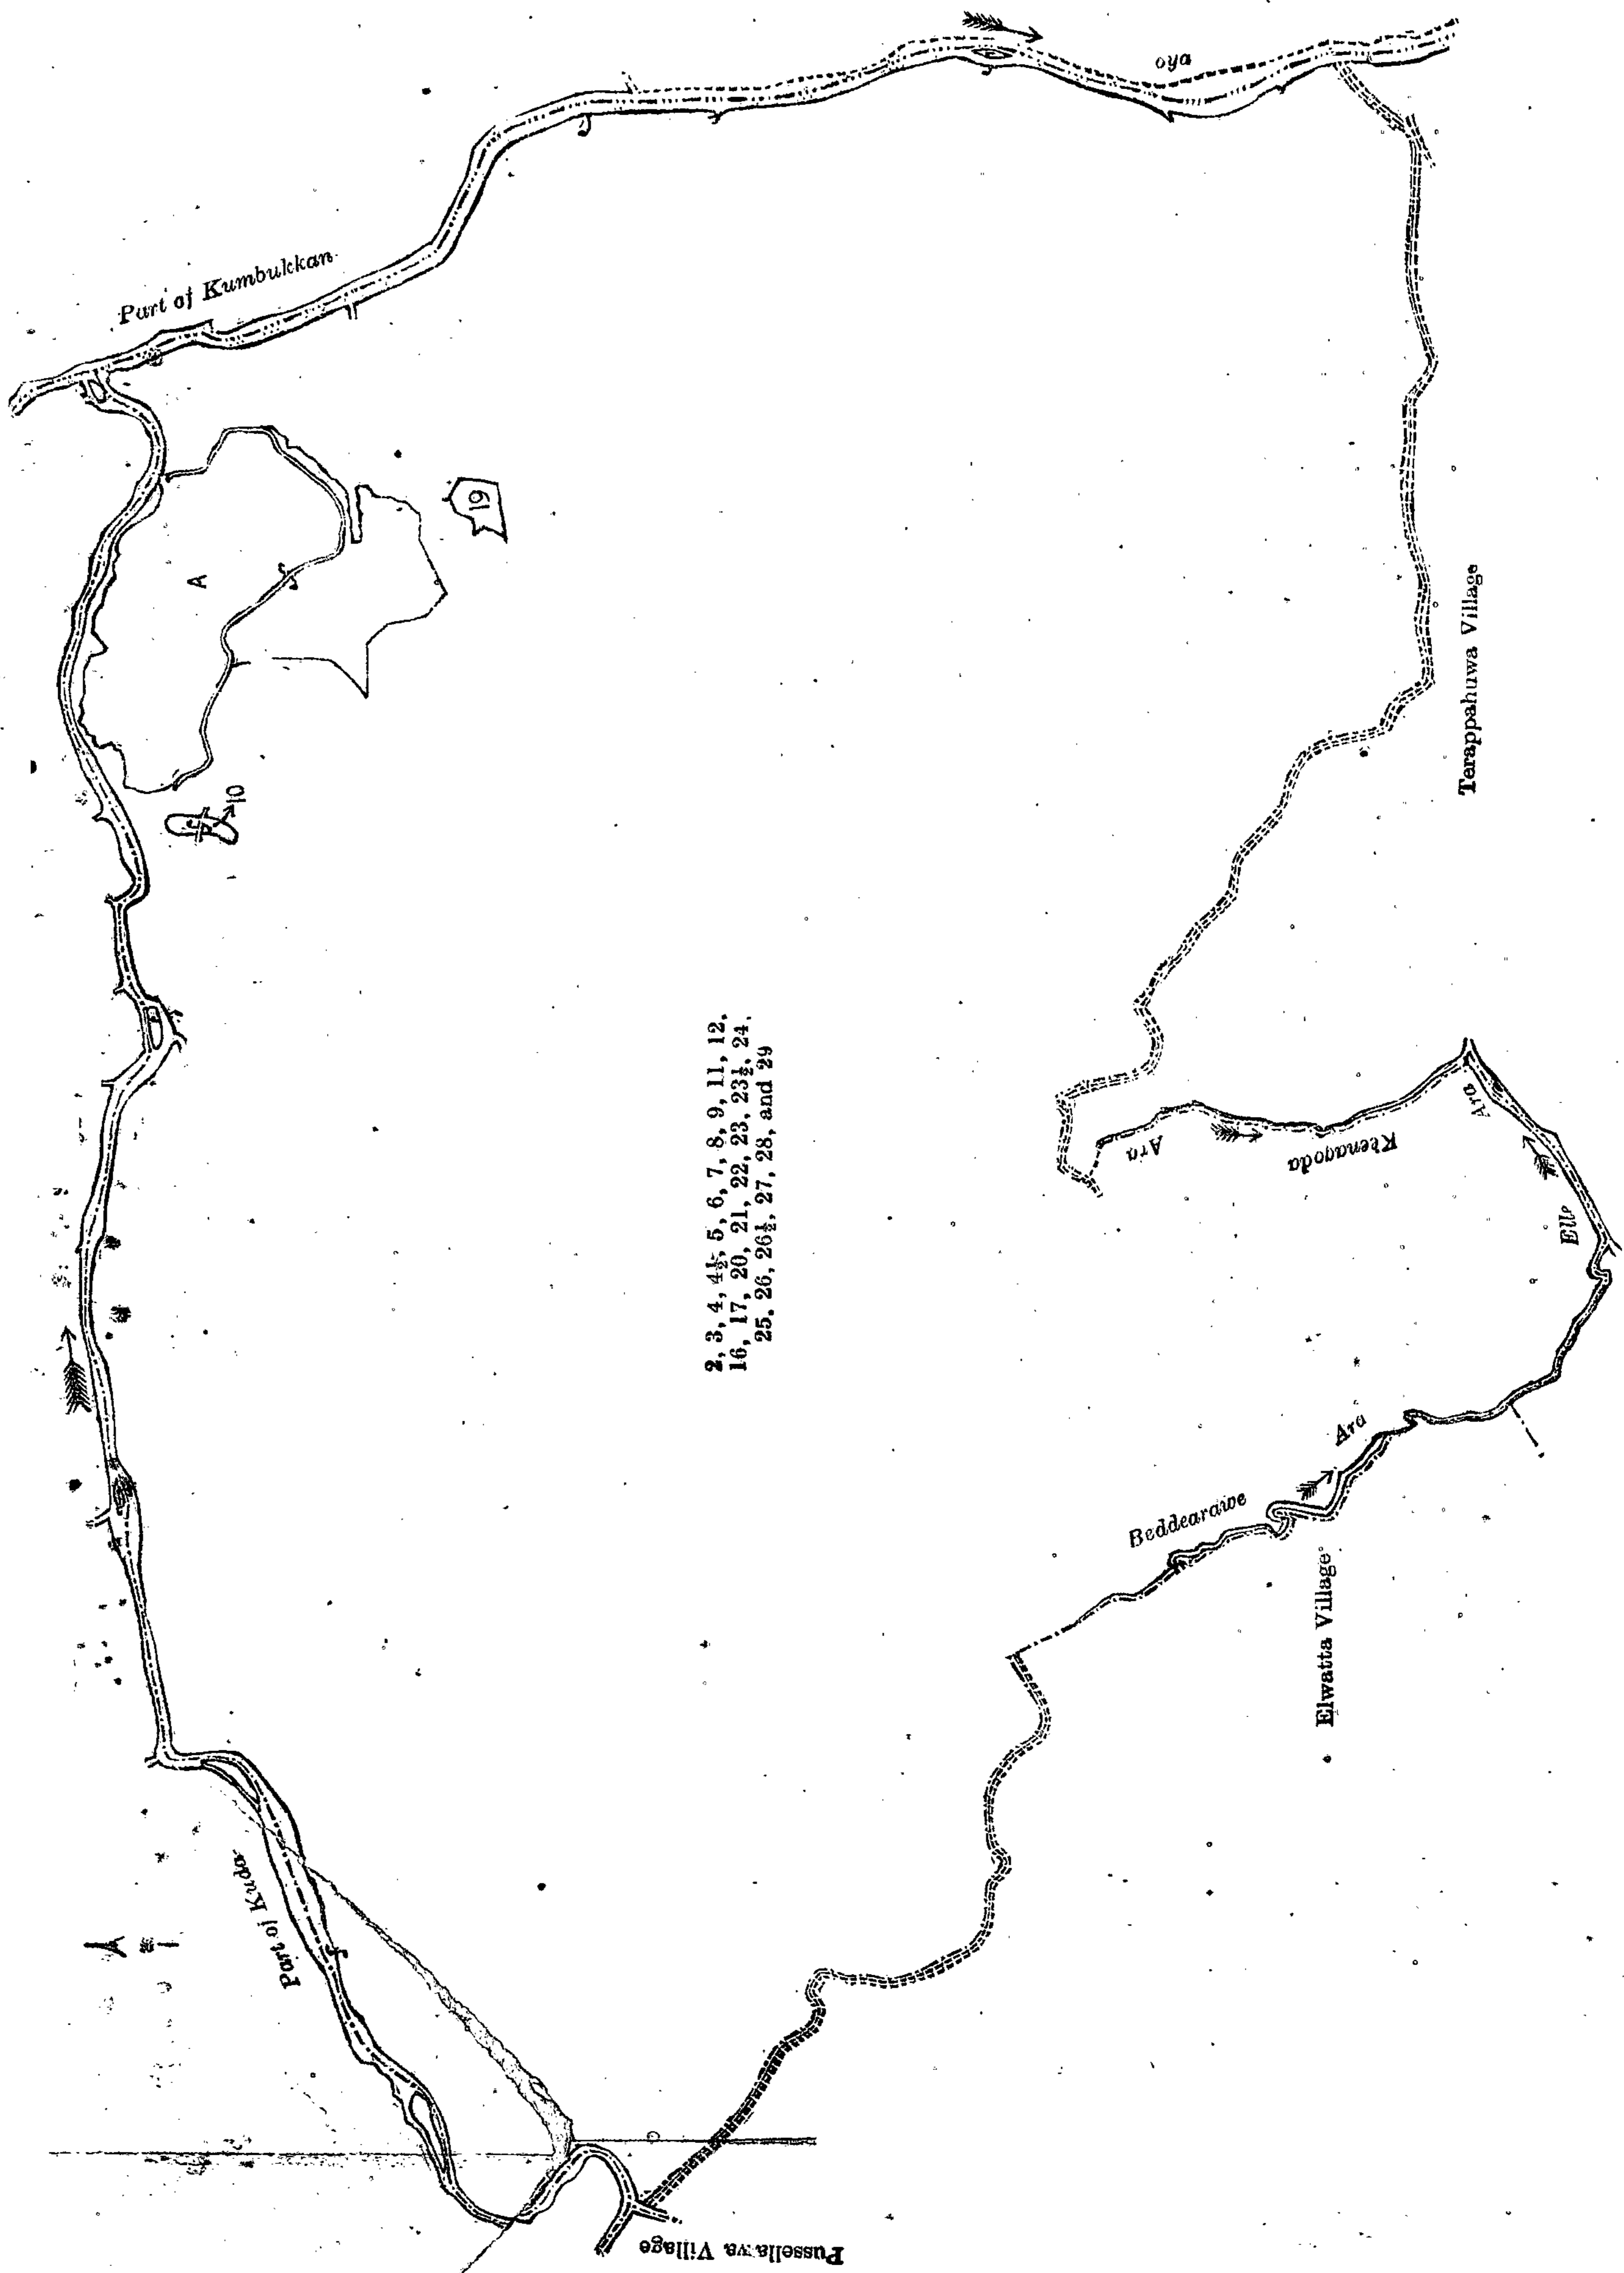 Part of Kumbukkan
oya
A
19
10
Part of Kuda
2, 3, 4, 4½, 5, 6, 7, 8, 9, 11, 12,
16, 17, 20, 21, 22, 23, 23½, 24,
25, 26, 26½, 27, 28, and 29
Terappahuwa Village
Ara
Ketenagoda
Ara
Elle
Ara
Beddearawe
Elwatta Village
Pussellawa Village